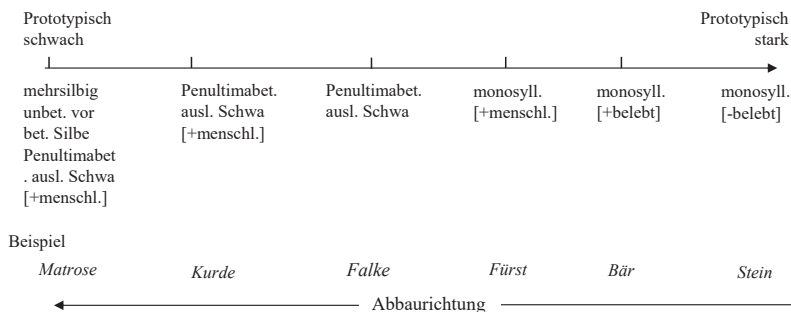 Prototypisch
schwach
Prototypisch
stark
mehrsilbig
unbet. vor
bet. Silbe
Penultimabet
. ausl. Schwa
[+menschl.]
Penultimabet.
ausl. Schwa
[+menschl.]
Penultimabet.
ausl. Schwa
monosyll.
[+menschl.]
monosyll.
[+belebt]
monosyll.
[-belebt]
Beispiel
Matrose Kurde Falke Fürst Bär Stein
Abbaurichtung